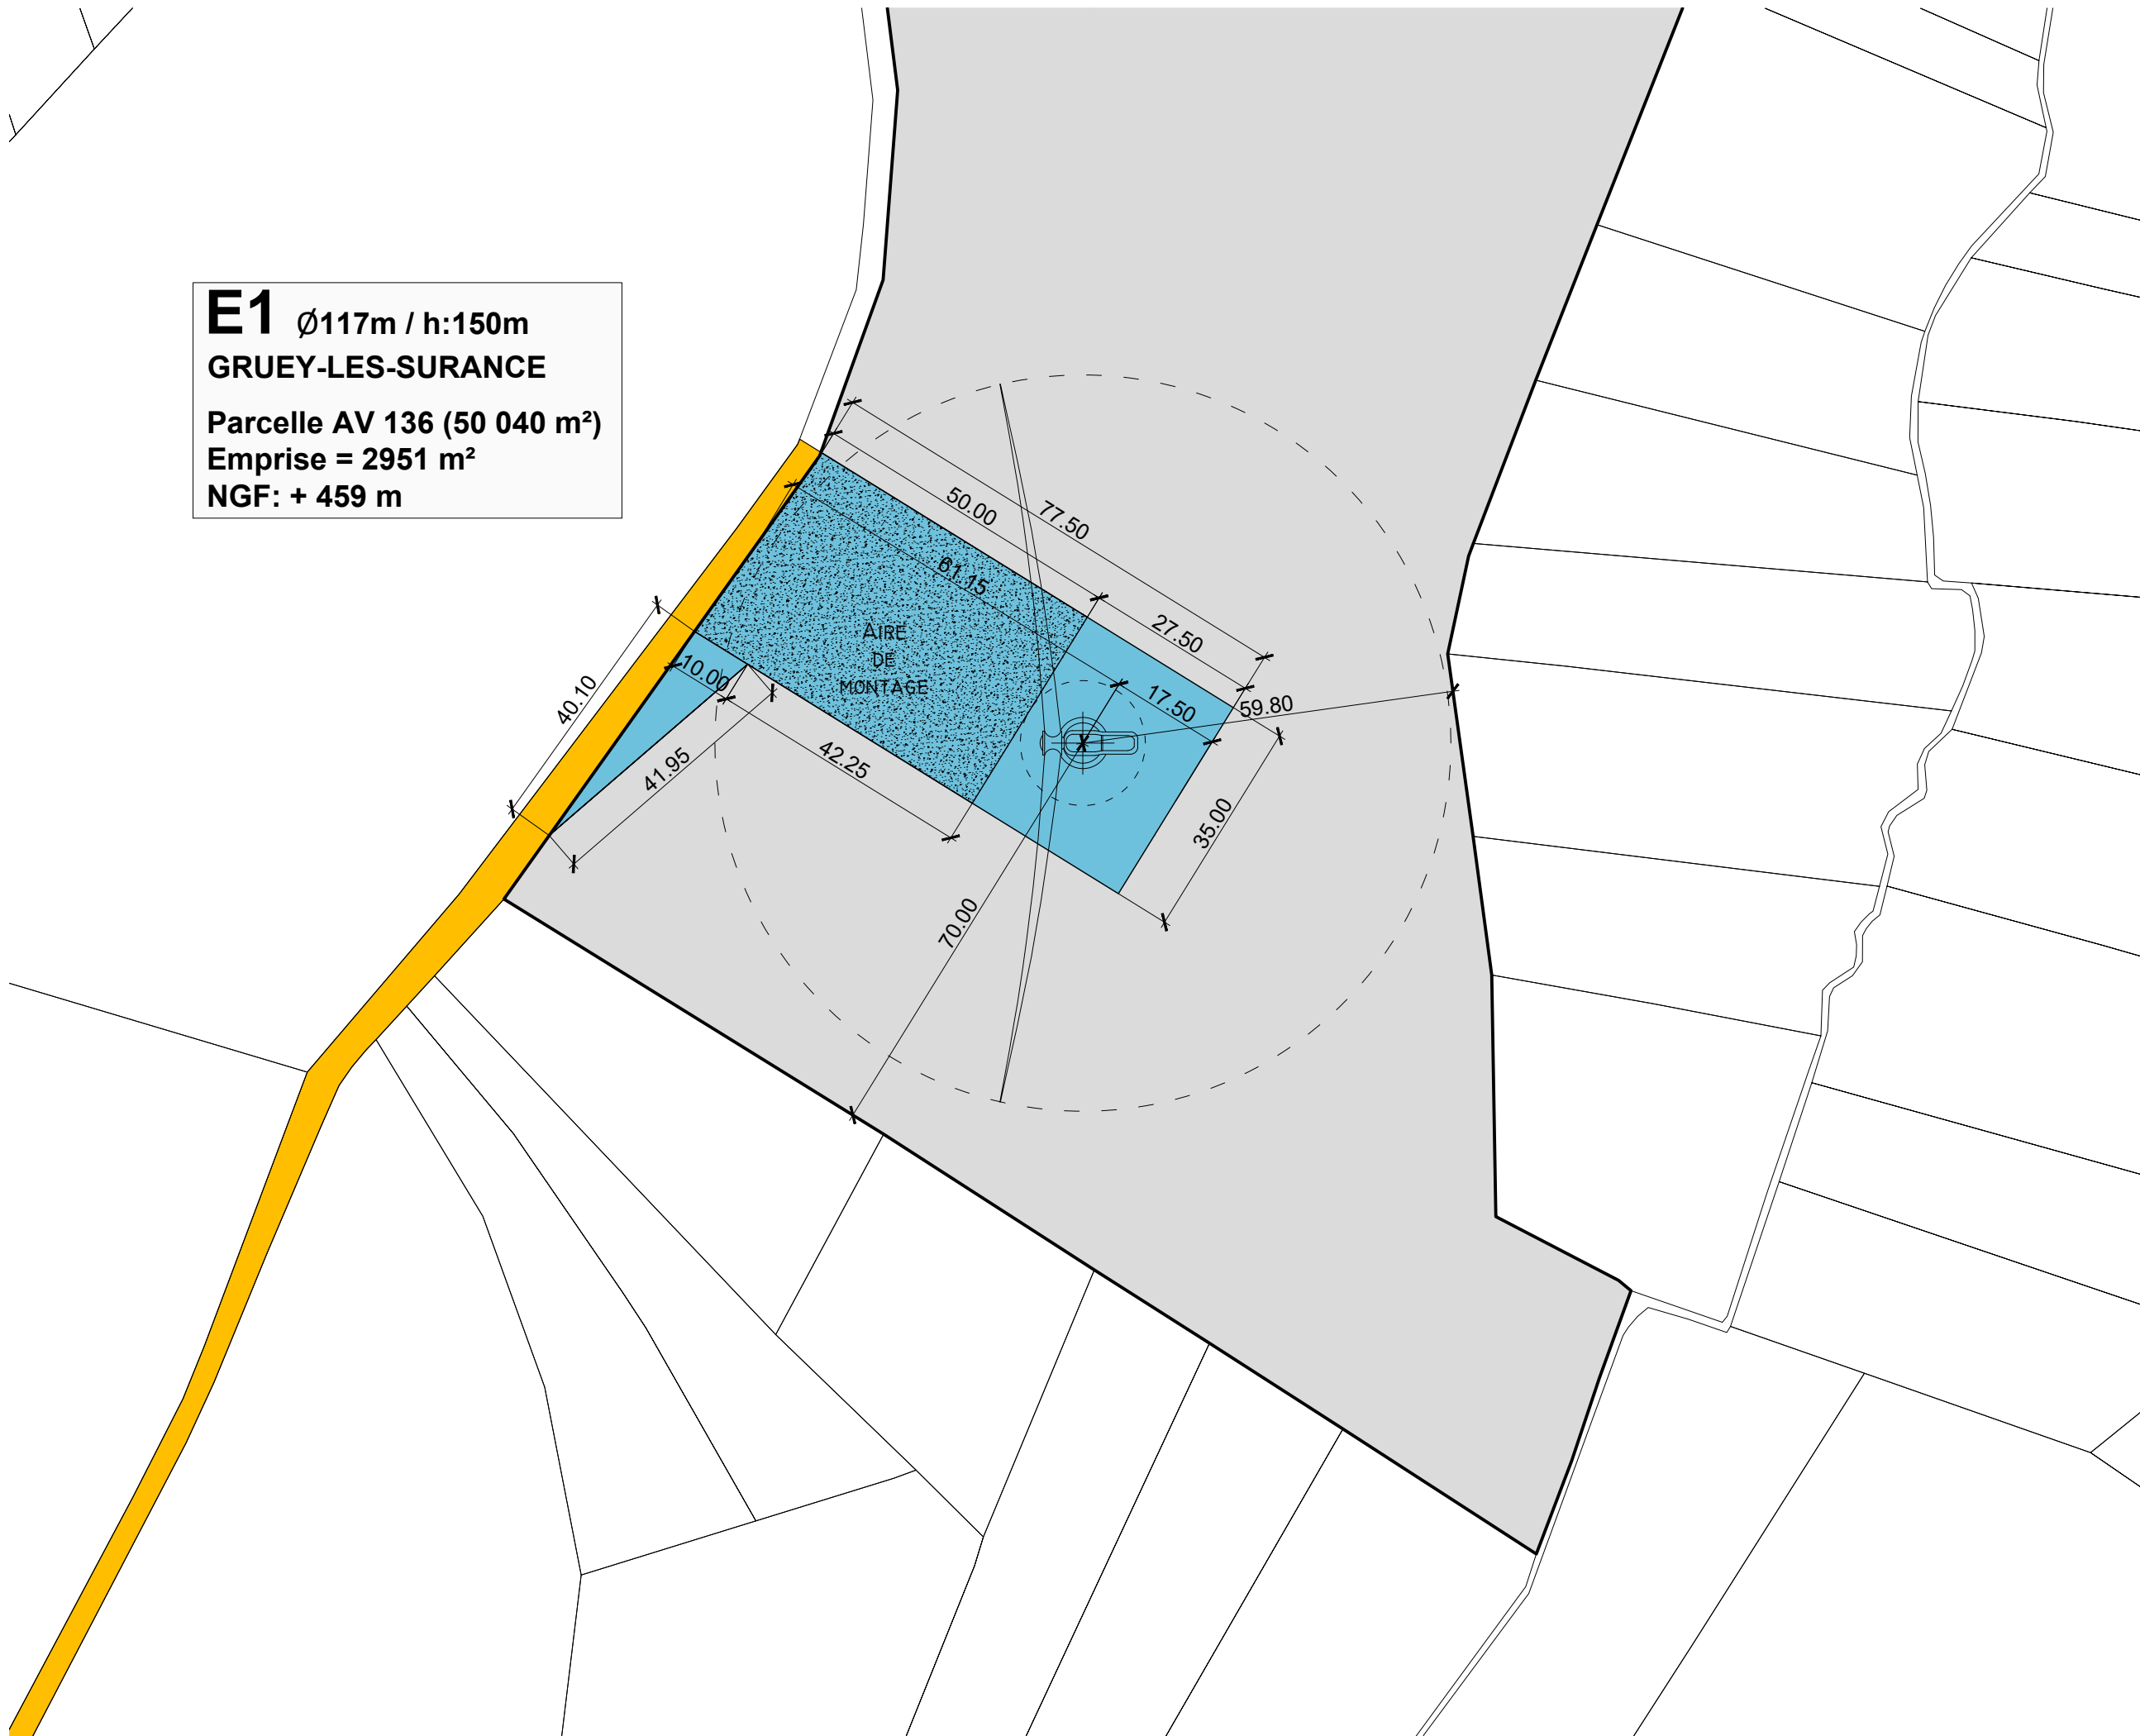 E1 Ø117m / h:150m
GRUEY-LES-SURANCE
Parcelle AV 136 (50 040 m²)
Emprise = 2951 m²
NGF: + 459 m
77.50
50.00
61.15
27.50
AIRE
DE
MONTAGE
10.00
40.10
17.50
59.80
42.25
41.95
35.00
70.00